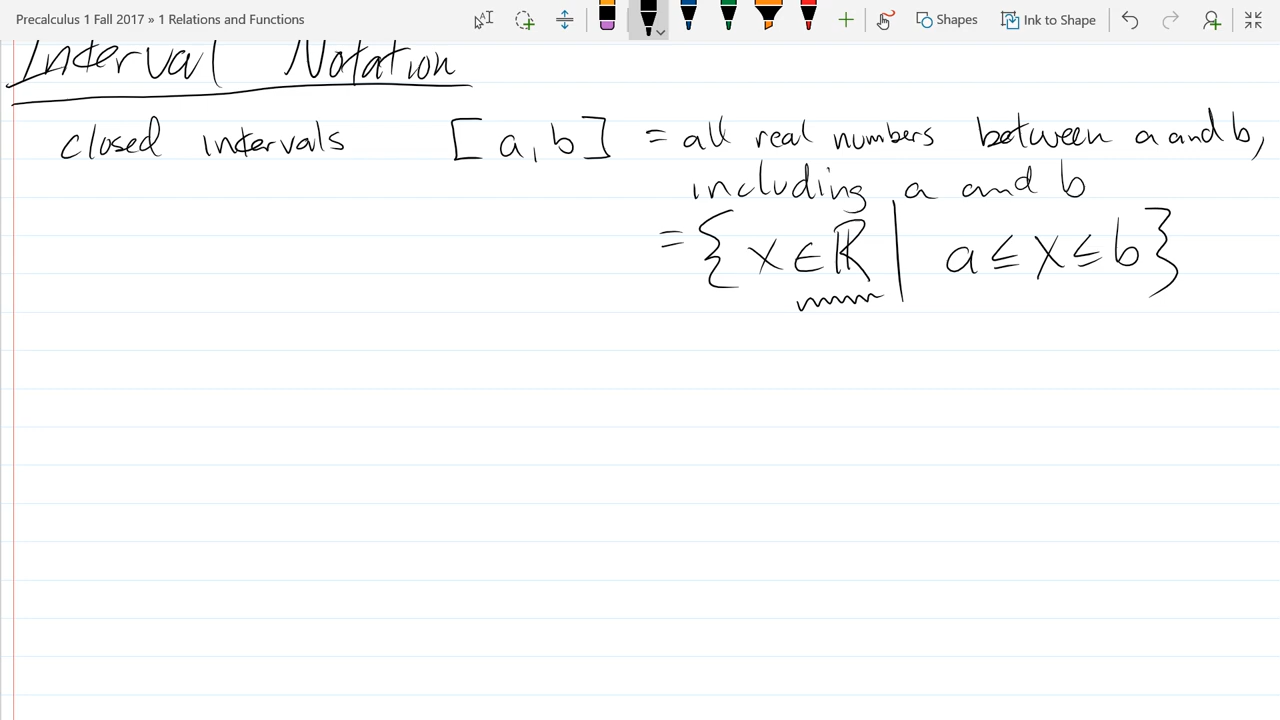 Precalculus 1 Fall 2017 » 1 Relations and Functions
Shapes
Ink to Shape
Interval Notation
closed intervals [a, b] = all real numbers between a and b,
including a and b
= {x ∈ ℝ | a ≤ x ≤ b}